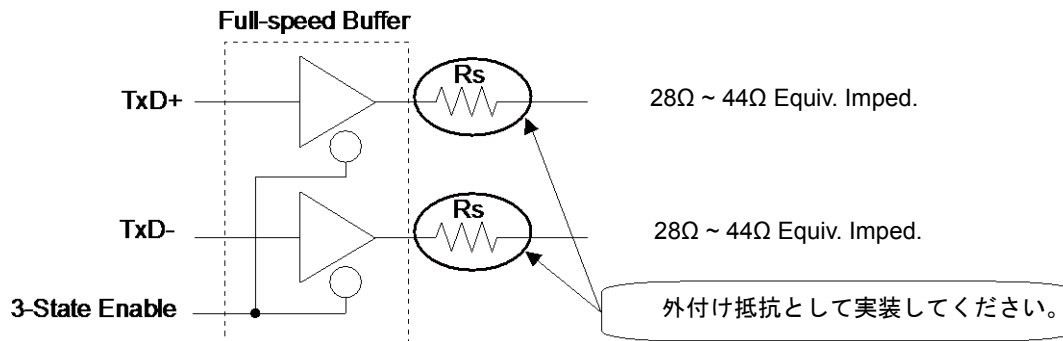 Full-speed Buffer
Rs
TxD+
28Ω ~ 44Ω Equiv. Imped.
Rs
TxD-
28Ω ~ 44Ω Equiv. Imped.
3-State Enable
外付け抵抗として実装してください。